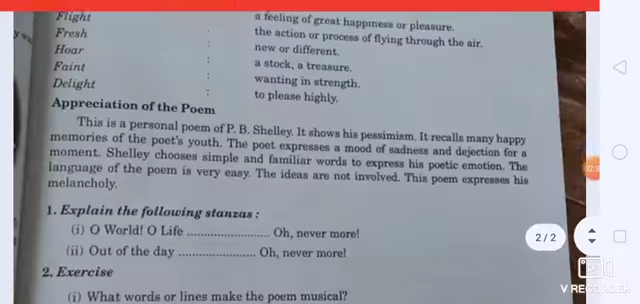 a feeling of great happiness or pleasure.
Flight : the action or process of flying through the air.
Fresh : new or different.
Hoar : a stock, a treasure.
Faint : wanting in strength.
Delight : to please highly.
Appreciation of the Poem
This is a personal poem of P. B. Shelley. It shows his pessimism. It recalls many happy
memories of the poet's youth. The poet expresses a mood of sadness and dejection for a
moment. Shelley chooses simple and familiar words to express his poetic emotion. The
language of the poem is very easy. The ideas are not involved. This poem expresses his
melancholy.
1. Explain the following stanzas :
(i) O World! O Life ........................ Oh, never more!
(ii) Out of the day ...................... Oh, never more!
2. Exercise
(i) What words or lines make the poem musical?
2/2
V RECORDER